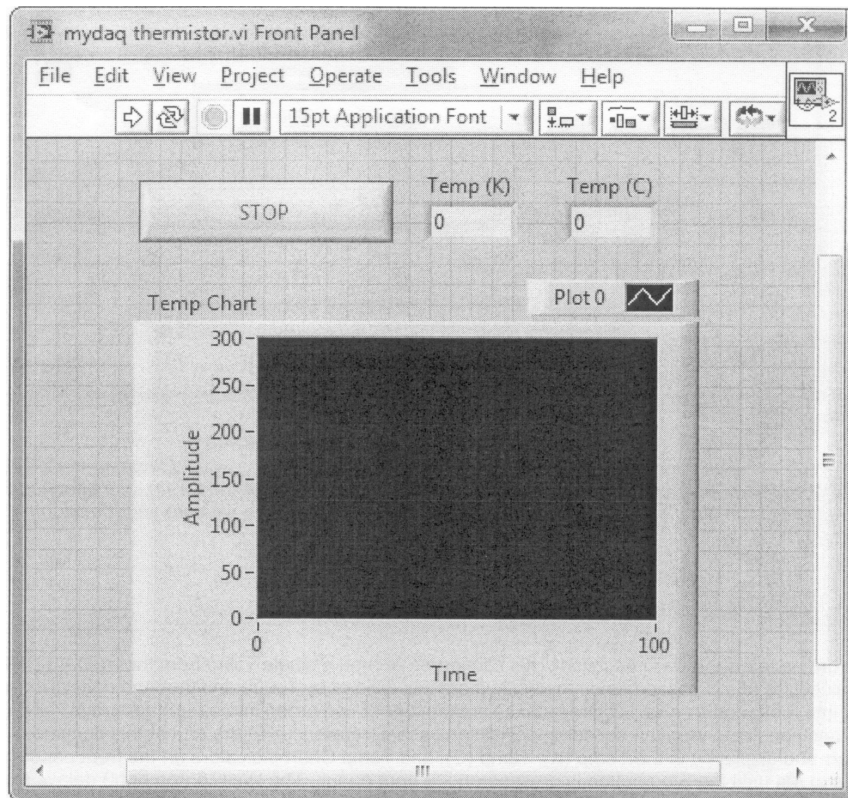 mydaq thermistor.vi Front Panel
File Edit View Project Operate Tools Window Help
15pt Application Font
2
STOP
Temp (K)
Temp (C)
0
0
Temp Chart
Plot 0
300
250
200
150
100
50
0
Amplitude
0
100
Time